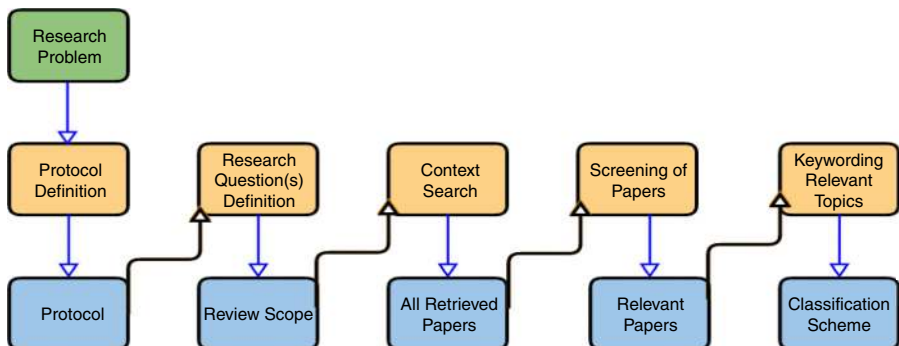 Research
Problem
Protocol
Definition
Research
Question(s)
Definition
Context
Search
Screening of
Papers
Keywording
Relevant
Topics
Protocol
Review Scope
All Retrieved
Papers
Relevant
Papers
Classification
Scheme